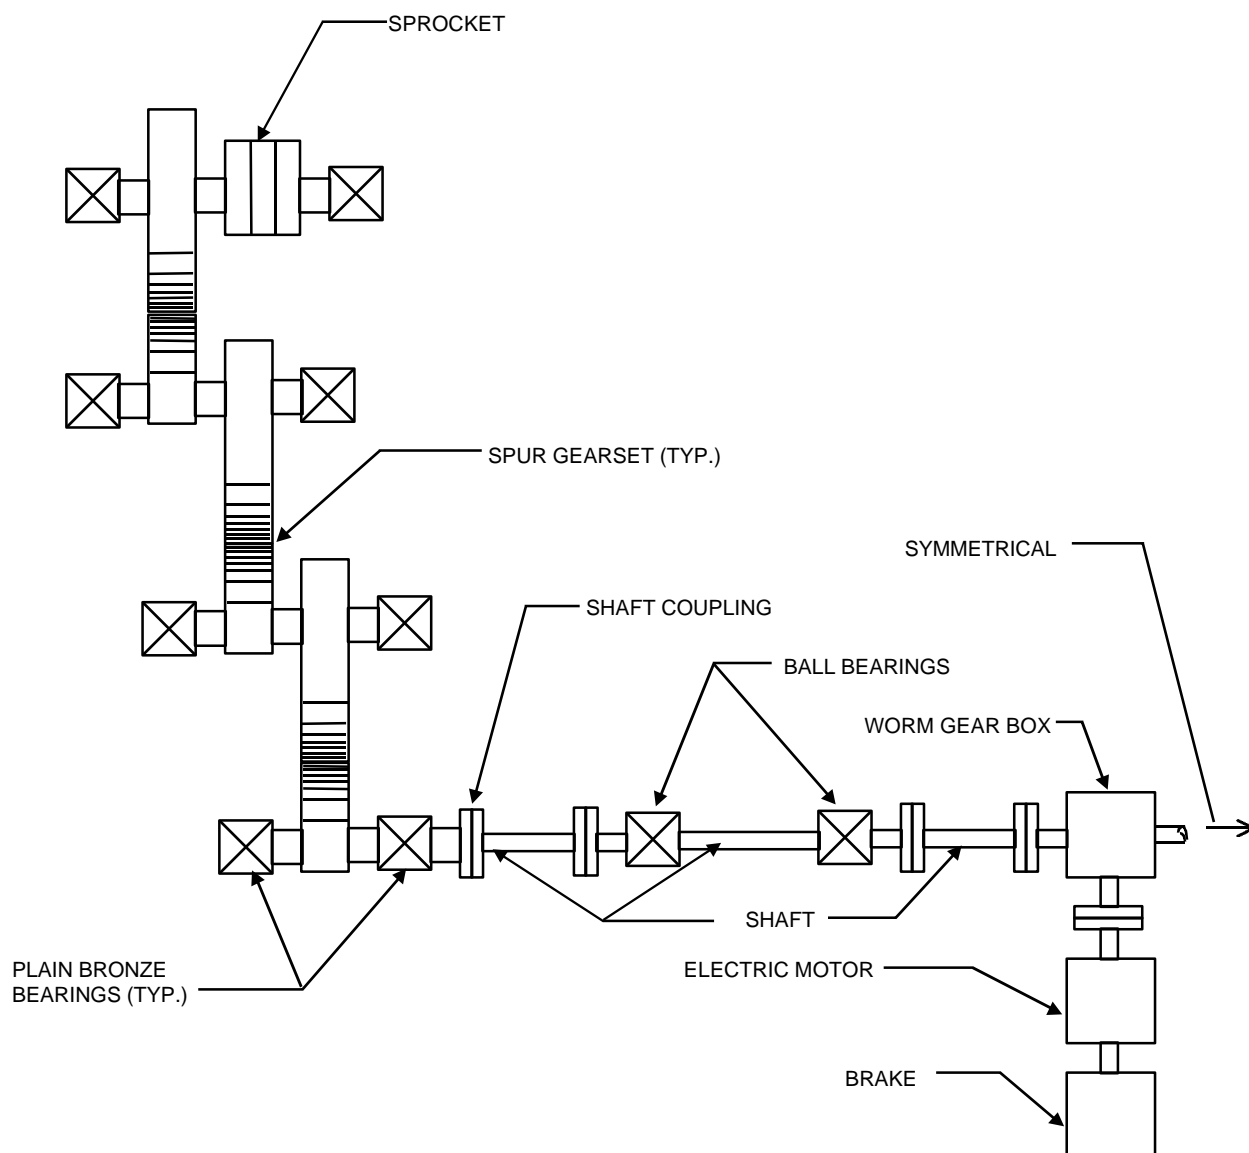 SPROCKET
SPUR GEARSET (TYP.)
SYMMETRICAL
SHAFT COUPLING
BALL BEARINGS
WORM GEAR BOX
SHAFT
PLAIN BRONZE
BEARINGS (TYP.)
ELECTRIC MOTOR
BRAKE